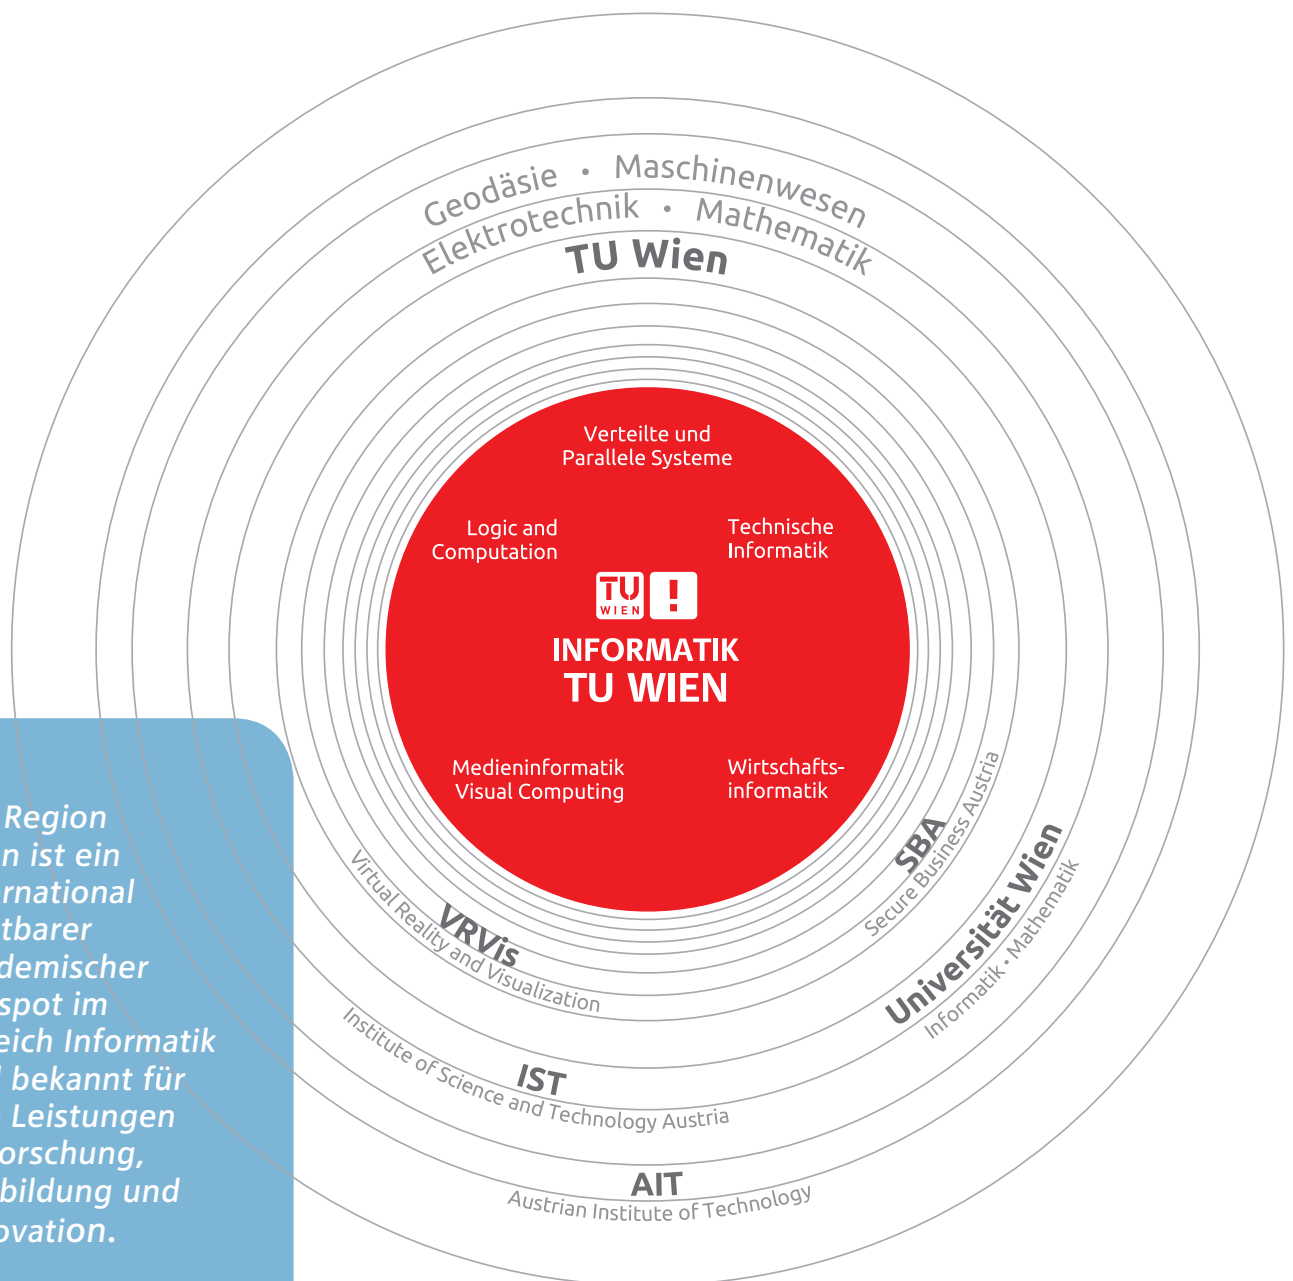 Geodäsie • Maschinenwesen
Elektrotechnik • Mathematik
TU Wien
Verteilte und
Parallele Systeme
Logic and
Computation
Technische
Informatik
TU
WIEN
!
INFORMATIK
TU WIEN
Medieninformatik
Visual Computing
Wirtschafts-
informatik
SBA
Secure Business Austria
VRVis
Virtual Reality and Visualization
Universität Wien
Informatik • Mathematik
IST
Institute of Science and Technology Austria
AIT
Austrian Institute of Technology
Region
n ist ein
rnational
tbarer
demischer
spot im
eich Informatik
bekannt für
Leistungen
orschung,
bildung und
ovation.